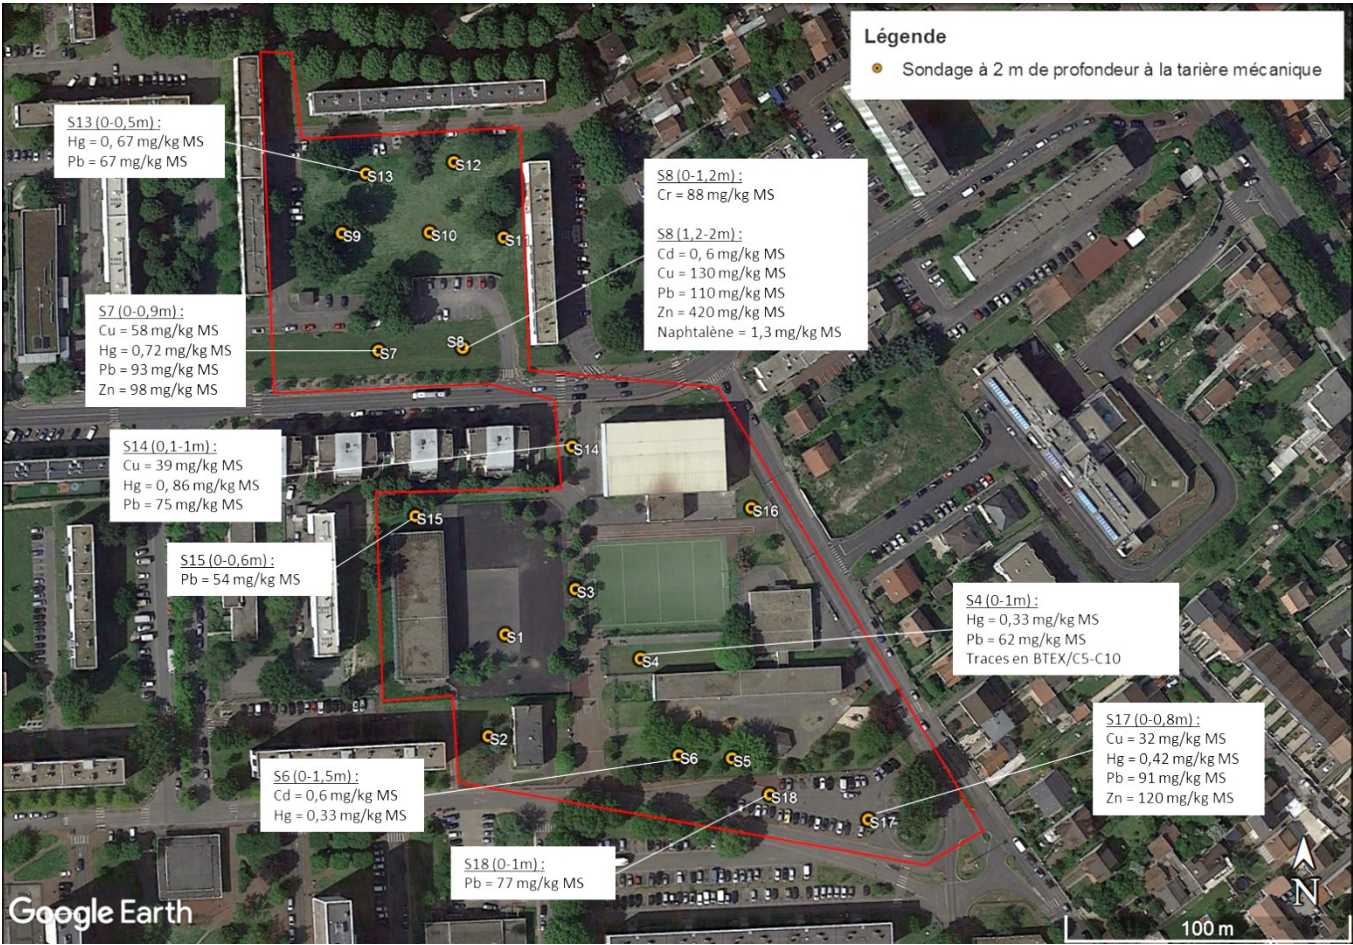 Légende
Sondage à 2 m de profondeur à la tarière mécanique
S13 (0-0,5m) :
Hg = 0, 67 mg/kg MS
Pb = 67 mg/kg MS
S12
S13
S9
S10
S11
S8 (0-1,2m) :
Cr = 88 mg/kg MS
S8 (1,2-2m) :
Cd = 0, 6 mg/kg MS
Cu = 130 mg/kg MS
Pb = 110 mg/kg MS
Zn = 420 mg/kg MS
Naphtalène = 1,3 mg/kg MS
S7 (0-0,9m) :
Cu = 58 mg/kg MS
Hg = 0,72 mg/kg MS
Pb = 93 mg/kg MS
Zn = 98 mg/kg MS
S7
S8
S14 (0,1-1m) :
Cu = 39 mg/kg MS
Hg = 0, 86 mg/kg MS
Pb = 75 mg/kg MS
S14
S15
S16
S15 (0-0,6m) :
Pb = 54 mg/kg MS
S3
S1
S4
S4 (0-1m) :
Hg = 0,33 mg/kg MS
Pb = 62 mg/kg MS
Traces en BTEX/C5-C10
S2
S6
S5
S17 (0-0,8m) :
Cu = 32 mg/kg MS
Hg = 0,42 mg/kg MS
Pb = 91 mg/kg MS
Zn = 120 mg/kg MS
S6 (0-1,5m) :
Cd = 0,6 mg/kg MS
Hg = 0,33 mg/kg MS
S18
S17
S18 (0-1m) :
Pb = 77 mg/kg MS
N
Google Earth
100 m